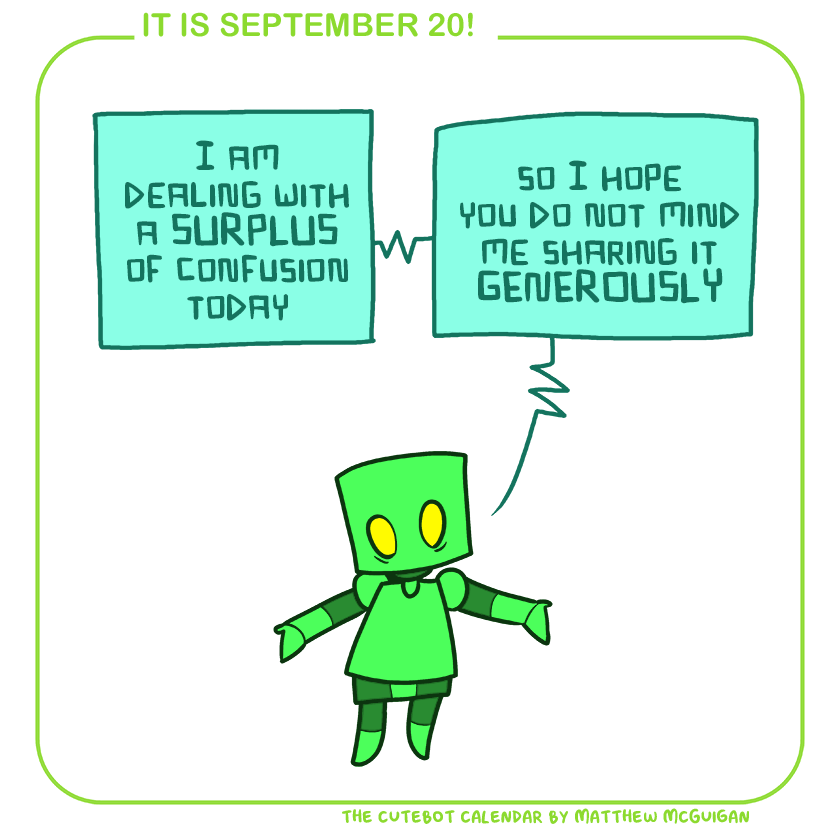 IT IS SEPTEMBER 20!
I AM
DEALING WITH
A SURPLUS
OF CONFUSION
TODAY
SO I HOPE
YOU DO NOT MIND
ME SHARING IT
GENEROUSLY
THE CUTEBOT CALENDAR BY MATTHEW MCGUIGAN